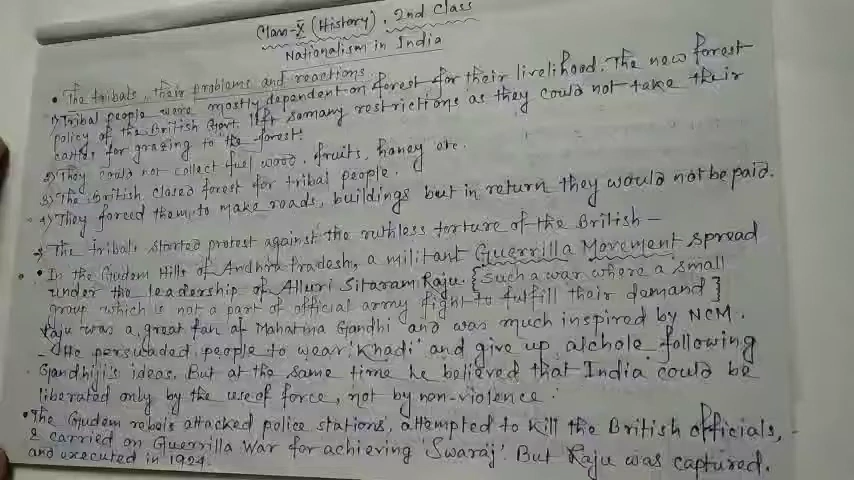 Class-X (History). 2nd Class
Nationalism in India
• The tribals, their problems and reactions:
1) Tribal people were mostly dependent on forest for their livelihood. The new forest
policy of the British Govt. left somany restrictions as they could not take their
cattles for grazing to the forest.
2) They could not collect fuel wood, fruits, honey etc.
3) The British closed forest for tribal people.
4) They forced them to make roads, buildings but in return they would not be paid.
→ The tribals started protest against the ruthless torture of the British –
• In the Gudem Hills of Andhra Pradesh, a militant Guerrilla Movement spread
under the leadership of Alluri Sitaram Raju. {Such a war where a small
group which is not a part of official army fight to fulfill their demand}
Raju was a great fan of Mahatma Gandhi and was much inspired by NCM.
– He persuaded people to wear 'Khadi' and give up alchole following
Gandhiji's ideas. But at the same time he believed that India could be
liberated only by the use of force, not by non-violence.
• The Gudem rebels attacked police stations, attempted to kill the British officials,
& carried on Guerrilla War for achieving 'Swaraj'. But Raju was captured.
and executed in 1924.